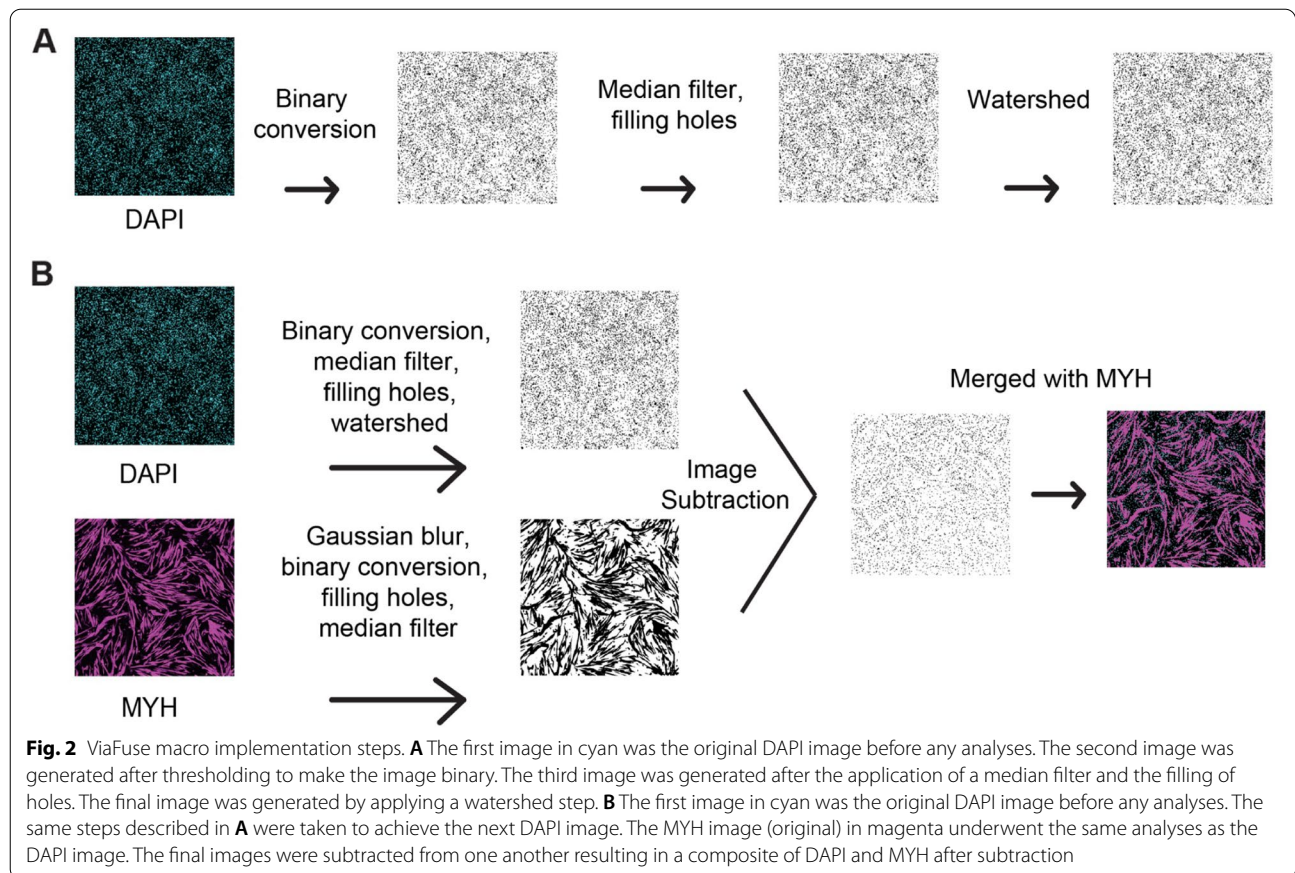 A
Binary
conversion
Median filter,
filling holes
Watershed
DAPI
B
Binary conversion,
median filter,
filling holes,
watershed
DAPI
Image
Subtraction
Merged with MYH
Gaussian blur,
binary conversion,
filling holes,
median filter
MYH
Fig. 2 ViaFuse macro implementation steps. A The first image in cyan was the original DAPI image before any analyses. The second image was
generated after thresholding to make the image binary. The third image was generated after the application of a median filter and the filling of
holes. The final image was generated by applying a watershed step. B The first image in cyan was the original DAPI image before any analyses. The
same steps described in A were taken to achieve the next DAPI image. The MYH image (original) in magenta underwent the same analyses as the
DAPI image. The final images were subtracted from one another resulting in a composite of DAPI and MYH after subtraction